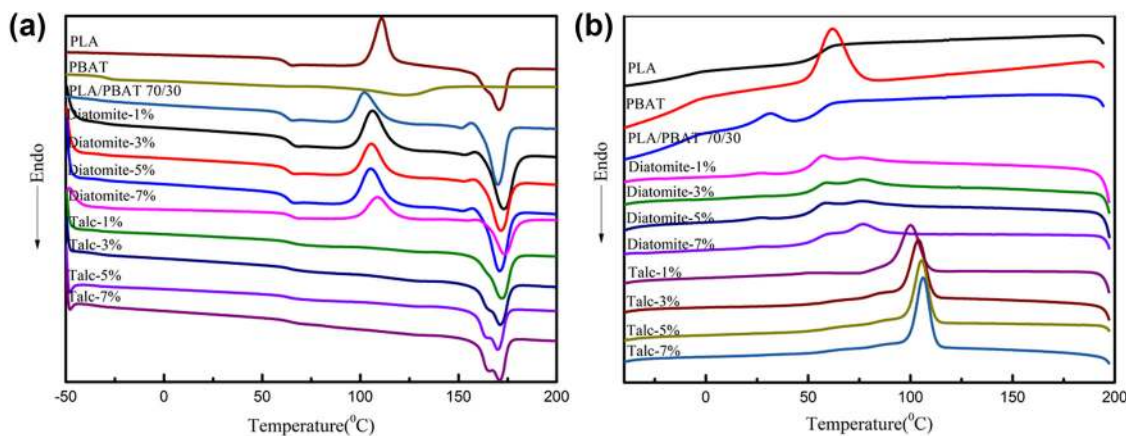 (a)
PLA
PBAT
PLA/PBAT 70/30
Diatomite-1%
Diatomite-3%
Diatomite-5%
Diatomite-7%
Talc-1%
Talc-3%
Talc-5%
Talc-7%
Endo
-50 0 50 100 150 200
Temperature(⁰C)
(b)
PLA
PBAT
PLA/PBAT 70/30
Diatomite-1%
Diatomite-3%
Diatomite-5%
Diatomite-7%
Talc-1%
Talc-3%
Talc-5%
Talc-7%
Endo
0 50 100 150 200
Temperature(⁰C)